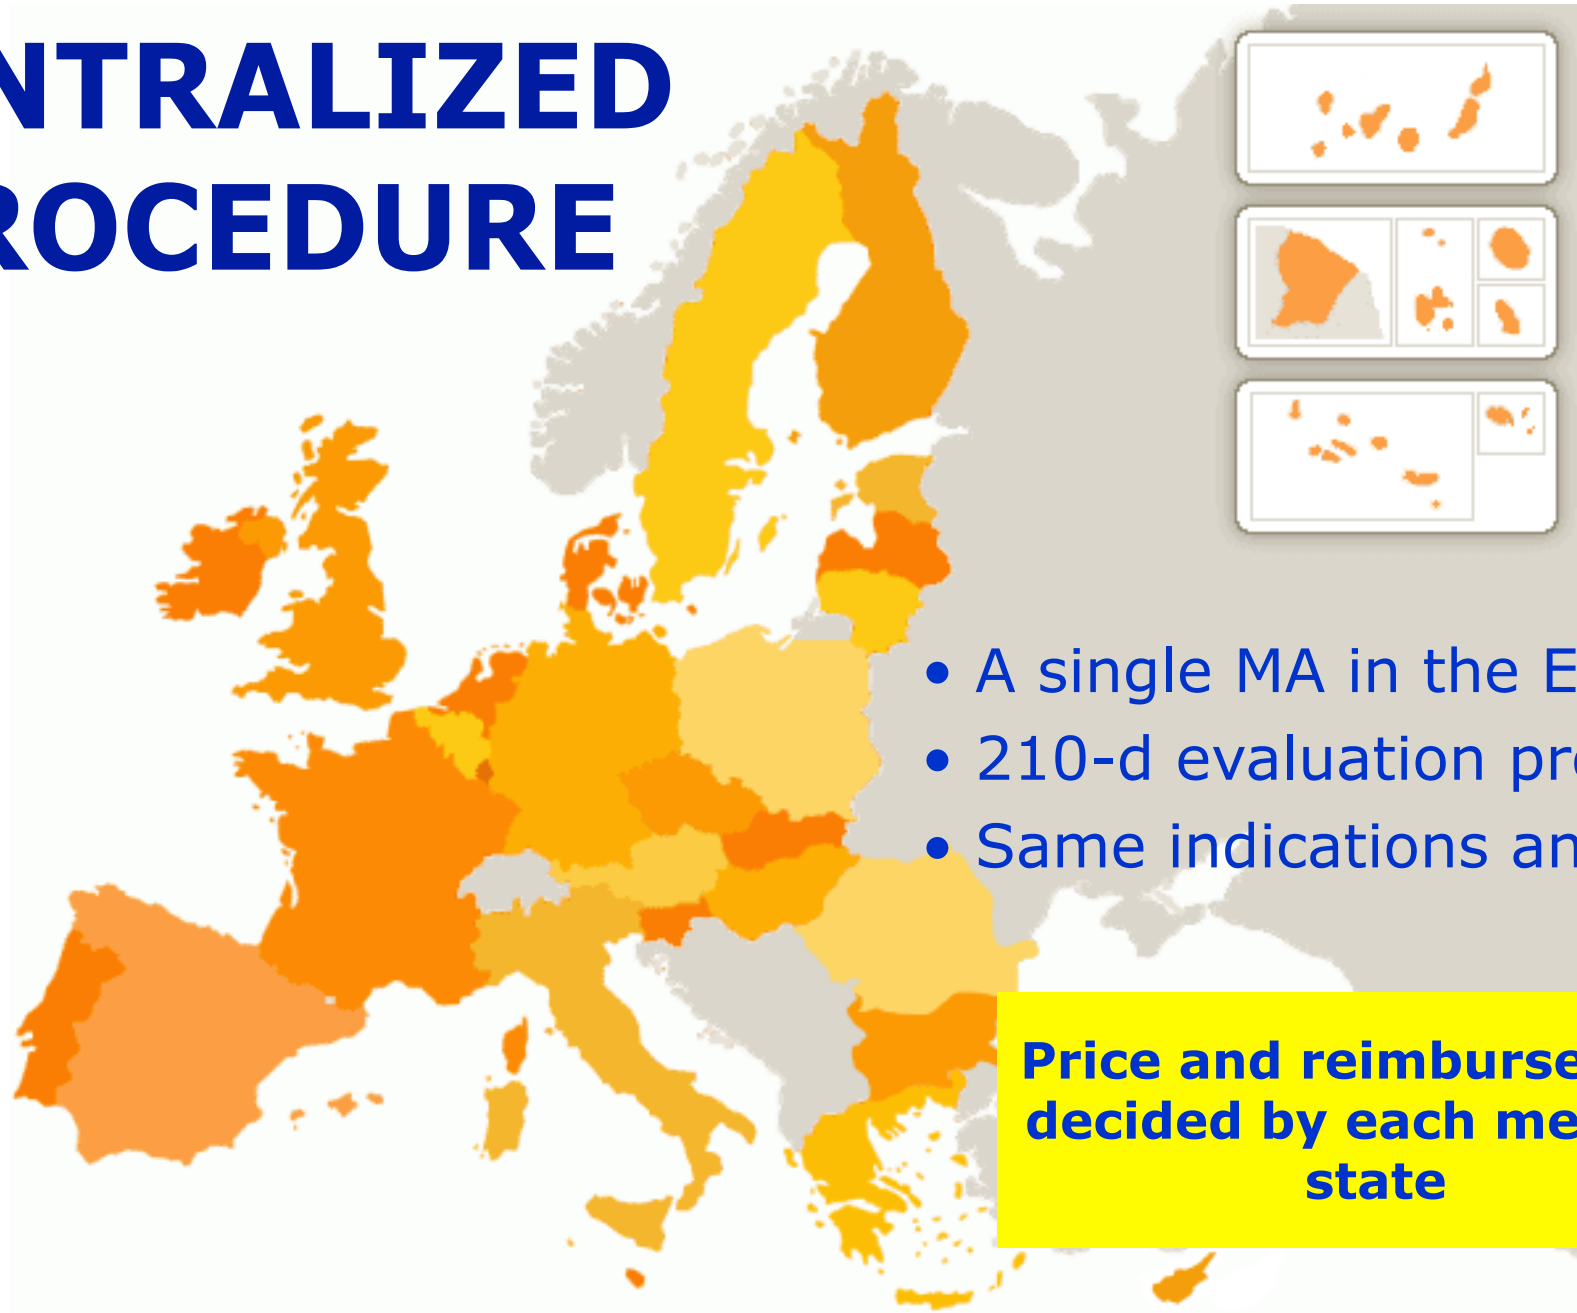 NTRALIZED
ROCEDURE
• A single MA in the E
• 210-d evaluation pr
• Same indications an
Price and reimburse
decided by each me
state